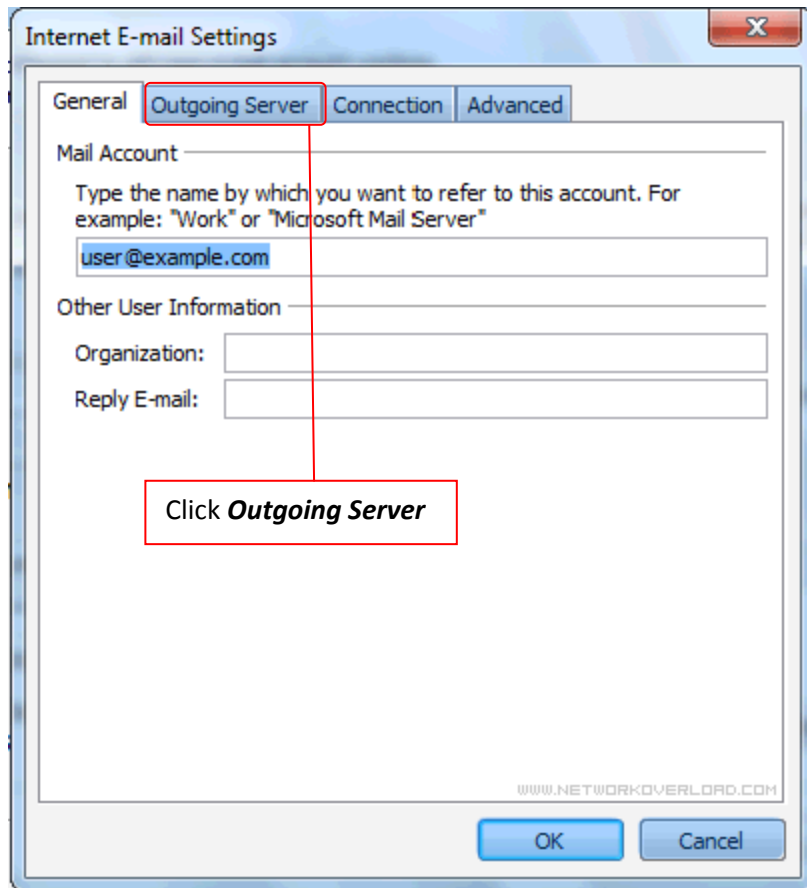 Internet E-mail Settings
General Outgoing Server Connection Advanced
Mail Account
Type the name by which you want to refer to this account. For
example: "Work" or "Microsoft Mail Server"
user@example.com
Other User Information
Organization:
Reply E-mail:
Click Outgoing Server
WWW.NETWORKOVERLORD.COM
OK Cancel